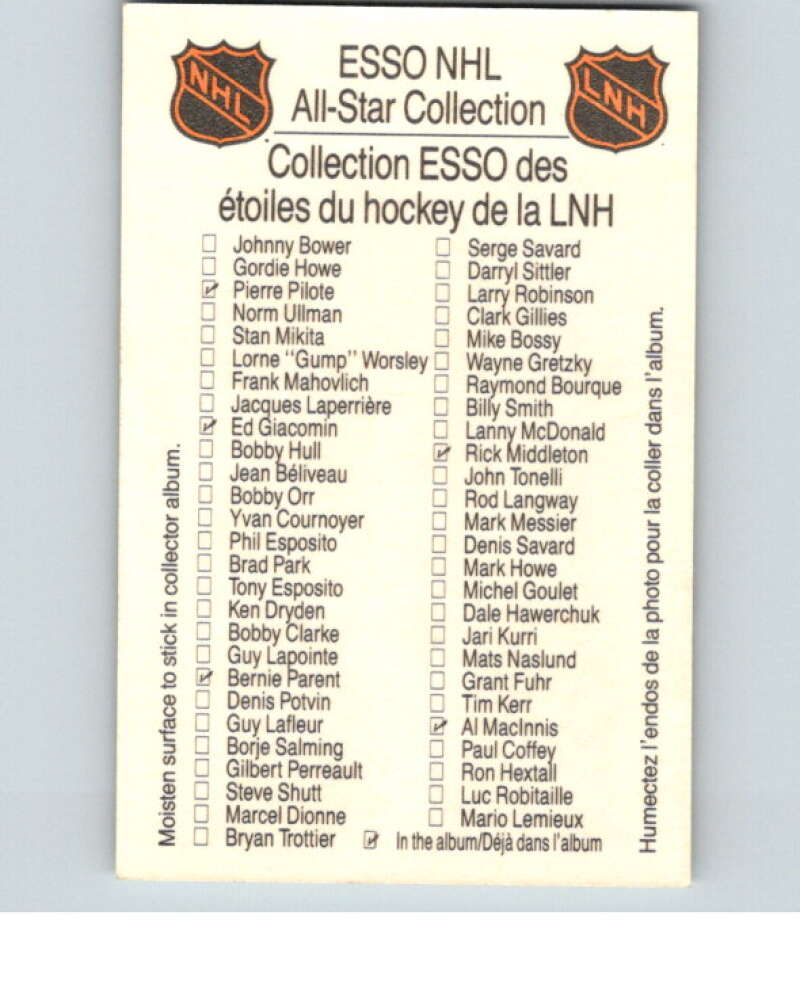 NHL
ESSO NHL
All-Star Collection
LNH
Collection ESSO des
étoiles du hockey de la LNH
Johnny Bower
Gordie Howe
Pierre Pilote
Norm Ullman
Stan Mikita
Lorne "Gump" Worsley
Frank Mahovlich
Jacques Laperrière
Ed Giacomin
Bobby Hull
Jean Béliveau
Bobby Orr
Yvan Cournoyer
Phil Esposito
Brad Park
Tony Esposito
Ken Dryden
Bobby Clarke
Guy Lapointe
Bernie Parent
Denis Potvin
Guy Lafleur
Borje Salming
Gilbert Perreault
Steve Shutt
Marcel Dionne
Bryan Trottier
Serge Savard
Darryl Sittler
Larry Robinson
Clark Gillies
Mike Bossy
Wayne Gretzky
Raymond Bourque
Billy Smith
Lanny McDonald
Rick Middleton
John Tonelli
Rod Langway
Mark Messier
Denis Savard
Mark Howe
Michel Goulet
Dale Hawerchuk
Jari Kurri
Mats Naslund
Grant Fuhr
Tim Kerr
Al MacInnis
Paul Coffey
Ron Hextall
Luc Robitaille
Mario Lemieux
In the album/Déjà dans l'album
Moisten surface to stick in collector album.
Humectez l'endos de la photo pour la coller dans l'album.